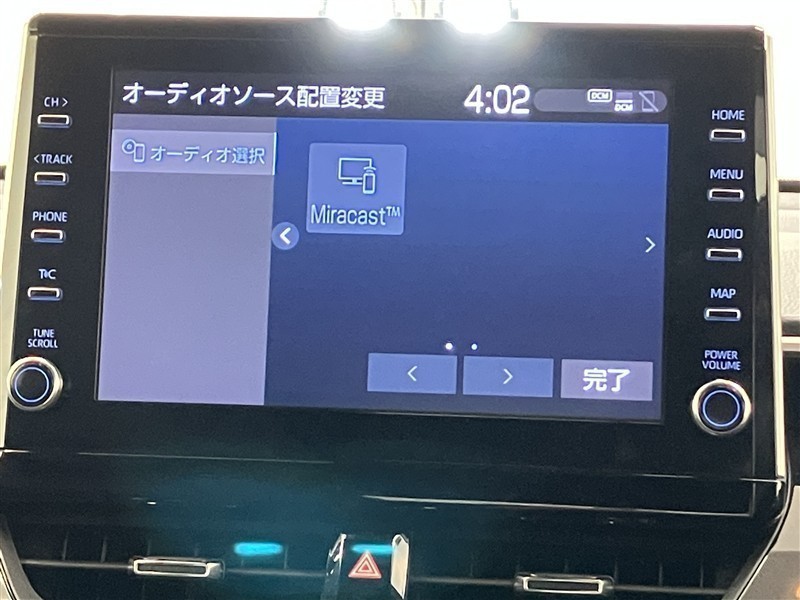 オーディオソース配置変更
4:02
DCM
DCM
オーディオ選択
Miracast™
完了
CH >
< TRACK
PHONE
T/C
TUNE
SCROLL
HOME
MENU
AUDIO
MAP
POWER
VOLUME